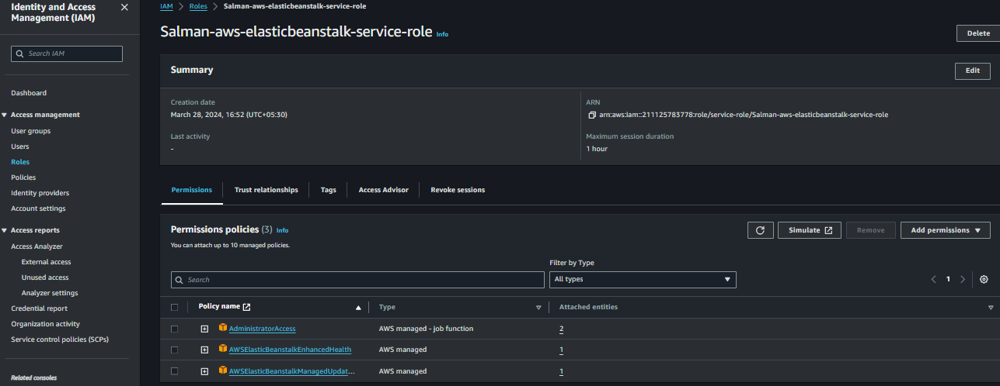 Identity and Access Management (IAM)
Search IAM
Dashboard
Access management
User groups
Users
Roles
Policies
Identity providers
Account settings
Access reports
Access Analyzer
External access
Unused access
Analyzer settings
Credential report
Organization activity
Service control policies (SCPs)
Related consoles
IAM > Roles > Salman-aws-elasticbeanstalk-service-role
Salman-aws-elasticbeanstalk-service-role Info
Delete
Summary
Edit
Creation date
March 28, 2024, 16:52 (UTC+05:30)
ARN
arn:aws:iam::211125783778:role/service-role/Salman-aws-elasticbeanstalk-service-role
Last activity
-
Maximum session duration
1 hour
Permissions Trust relationships Tags Access Advisor Revoke sessions
Permissions policies (3) Info
You can attach up to 10 managed policies.
Simulate Remove Add permissions
Filter by Type
Search All types 1
Policy name Type Attached entities
AdministratorAccess AWS managed - job function 2
AWSElasticBeanstalkEnhancedHealth AWS managed 1
AWSElasticBeanstalkManagedUpdat... AWS managed 1